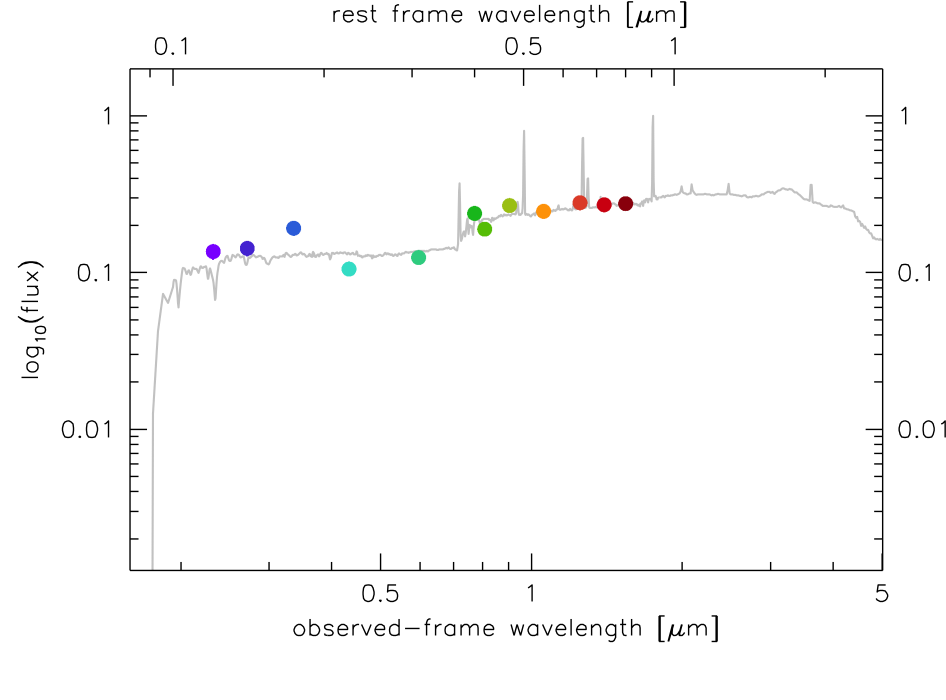 rest frame wavelength [μm]
0.1 0.5 1
1 1
0.1 0.1
0.01 0.01
log10(flux)
0.5 1 5
observed-frame wavelength [μm]